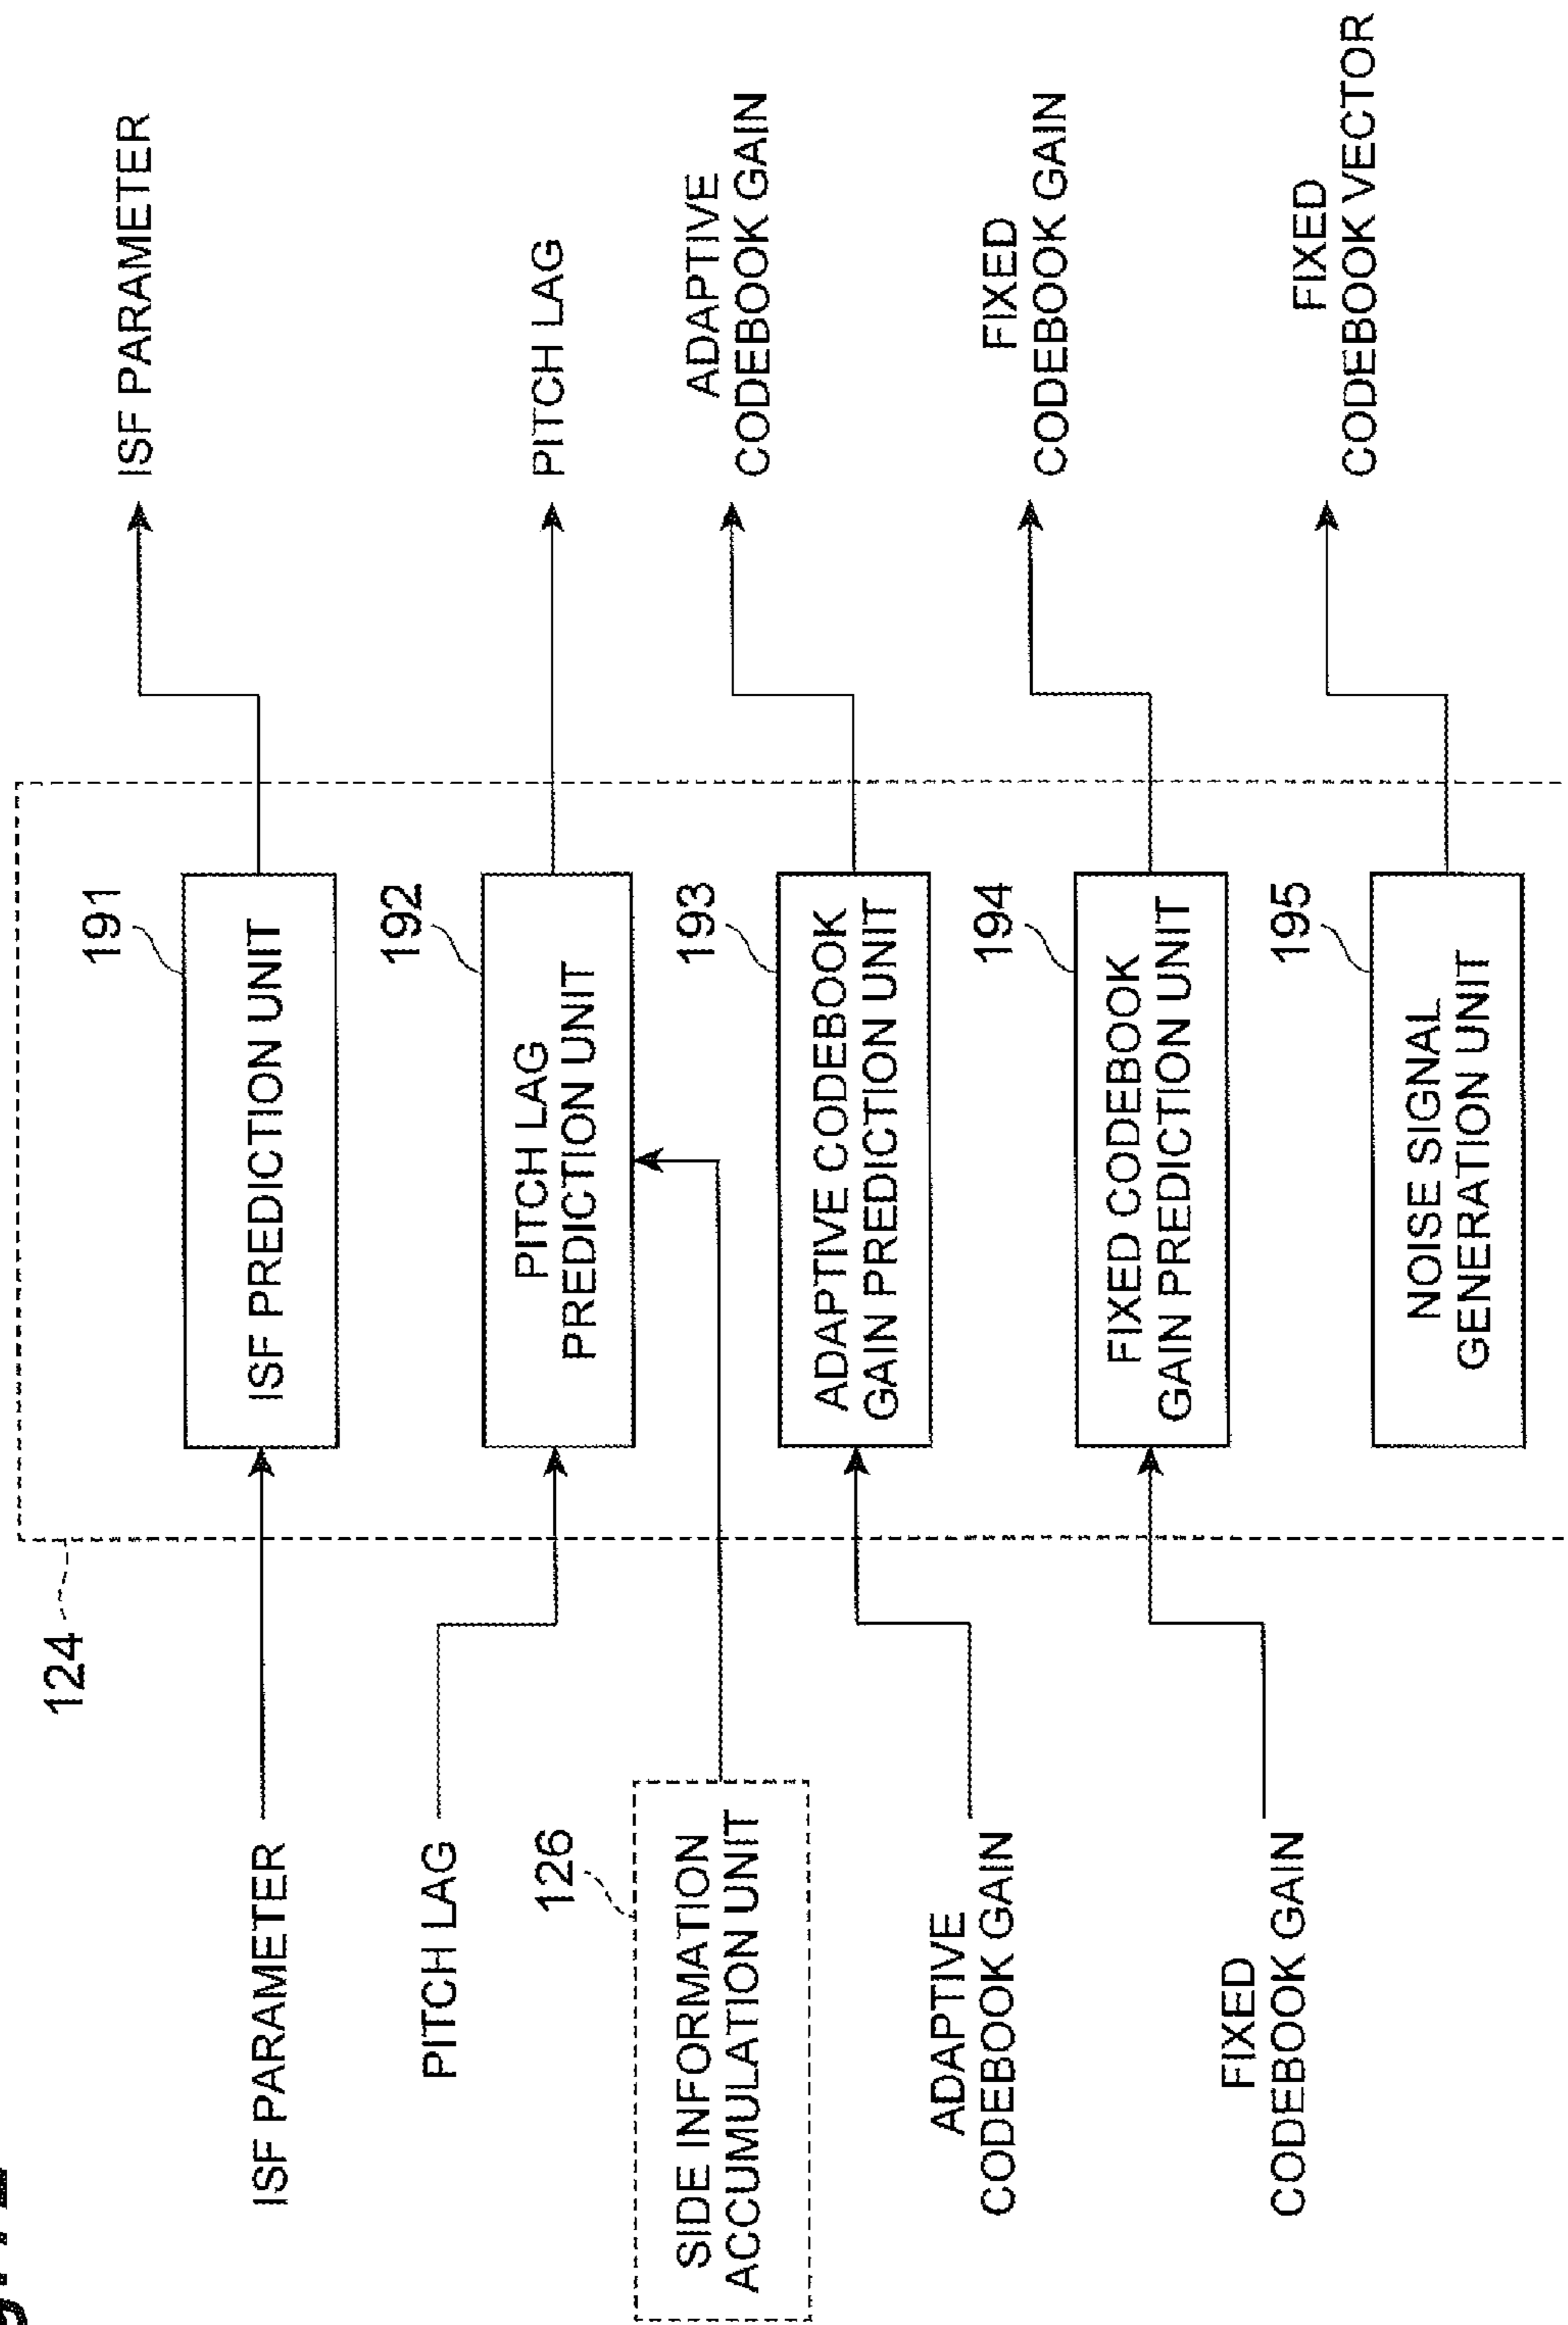 124
ISF PARAMETER
191
ISF PREDICTION UNIT
ISF PARAMETER
PITCH LAG
192
PITCH LAG
PREDICTION UNIT
PITCH LAG
126
SIDE INFORMATION
ACCUMULATION UNIT
ADAPTIVE
CODEBOOK GAIN
193
ADAPTIVE CODEBOOK
GAIN PREDICTION UNIT
ADAPTIVE
CODEBOOK GAIN
FIXED
CODEBOOK GAIN
194
FIXED CODEBOOK
GAIN PREDICTION UNIT
FIXED
CODEBOOK GAIN
195
NOISE SIGNAL
GENERATION UNIT
FIXED
CODEBOOK VECTOR